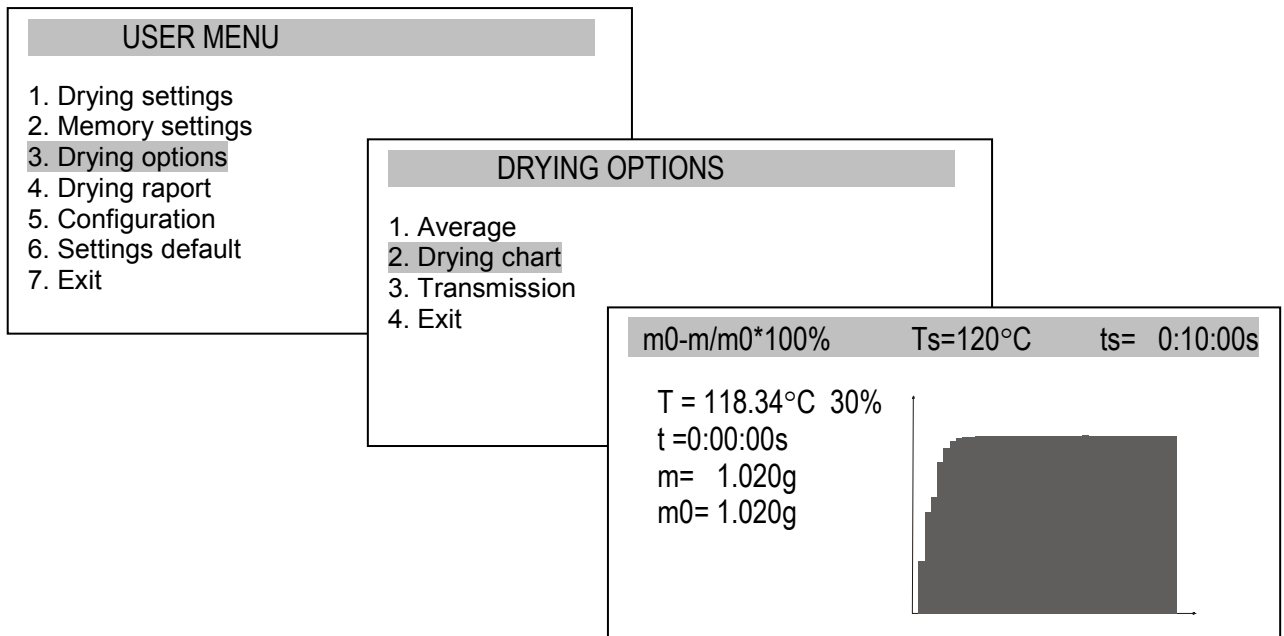 USER MENU
1. Drying settings
2. Memory settings
3. Drying options
4. Drying raport
5. Configuration
6. Settings default
7. Exit
DRYING OPTIONS
1. Average
2. Drying chart
3. Transmission
4. Exit
m0-m/m0*100% Ts=120°C ts= 0:10:00s
T = 118.34°C 30%
t =0:00:00s
m= 1.020g
m0= 1.020g